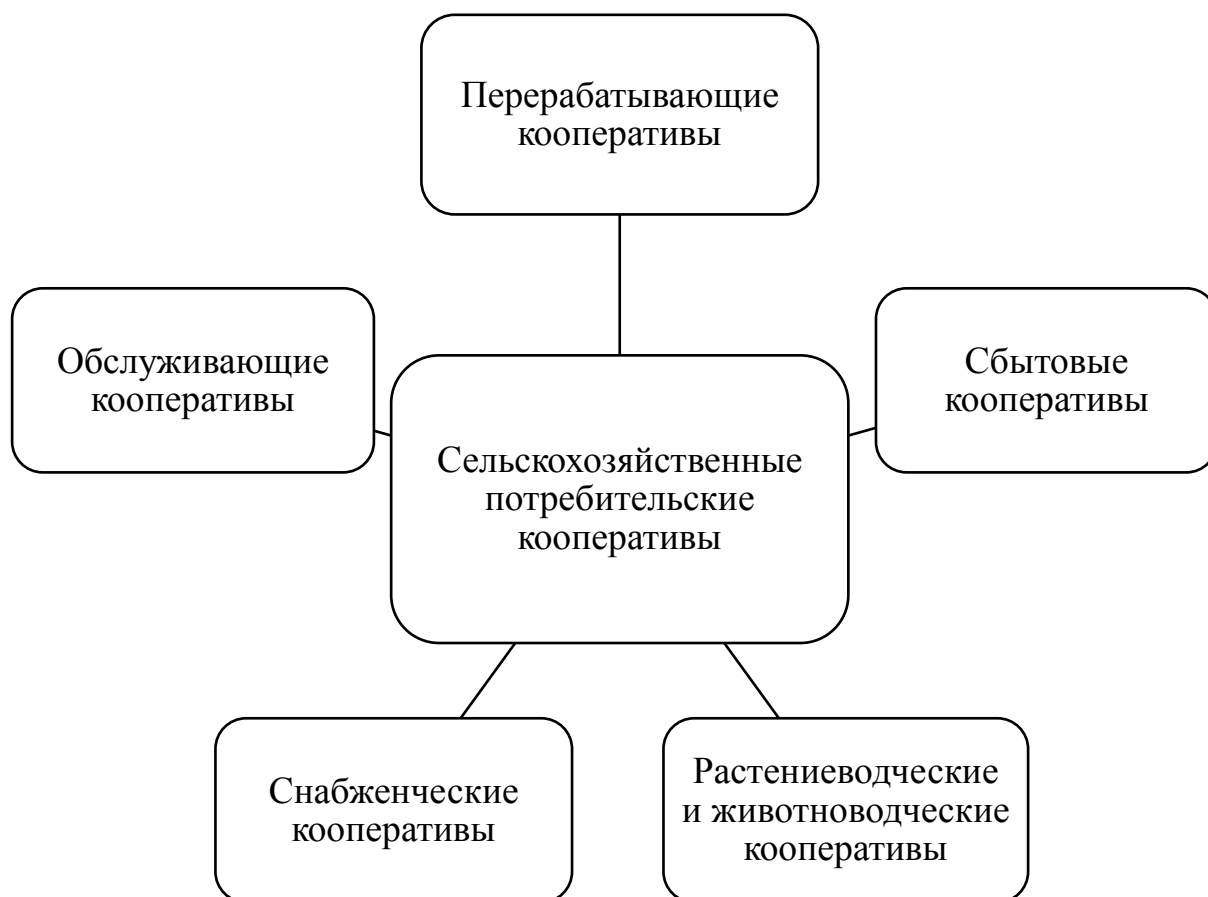 Перерабатывающие
кооперативы
Обслуживающие
кооперативы
Сбытовые
кооперативы
Сельскохозяйственные
потребительские
кооперативы
Снабженческие
кооперативы
Растениеводческие
и животноводческие
кооперативы